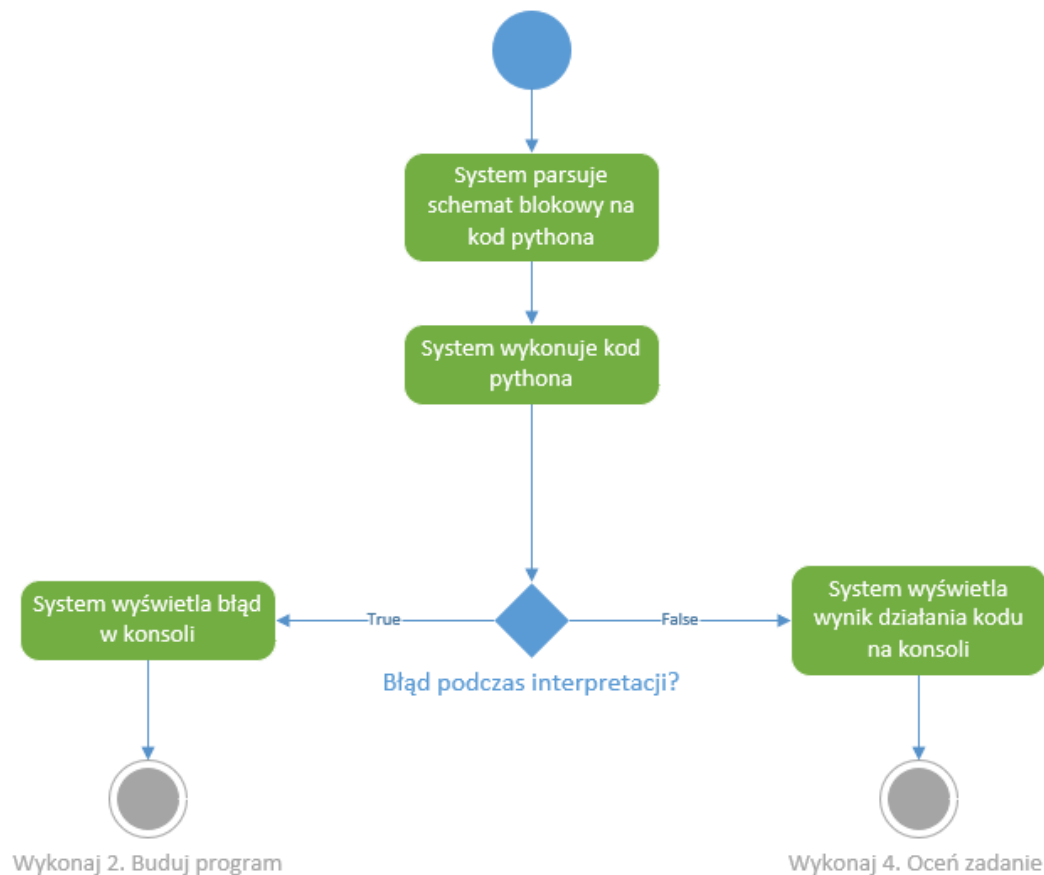 System parsuje
schemat blokowy na
kod pythona
System wykonuje kod
pythona
System wyświetla błąd
w konsoli
True
False
System wyświetla
wynik działania kodu
na konsoli
Błąd podczas interpretacji?
Wykonaj 2. Buduj program
Wykonaj 4. Oceń zadanie